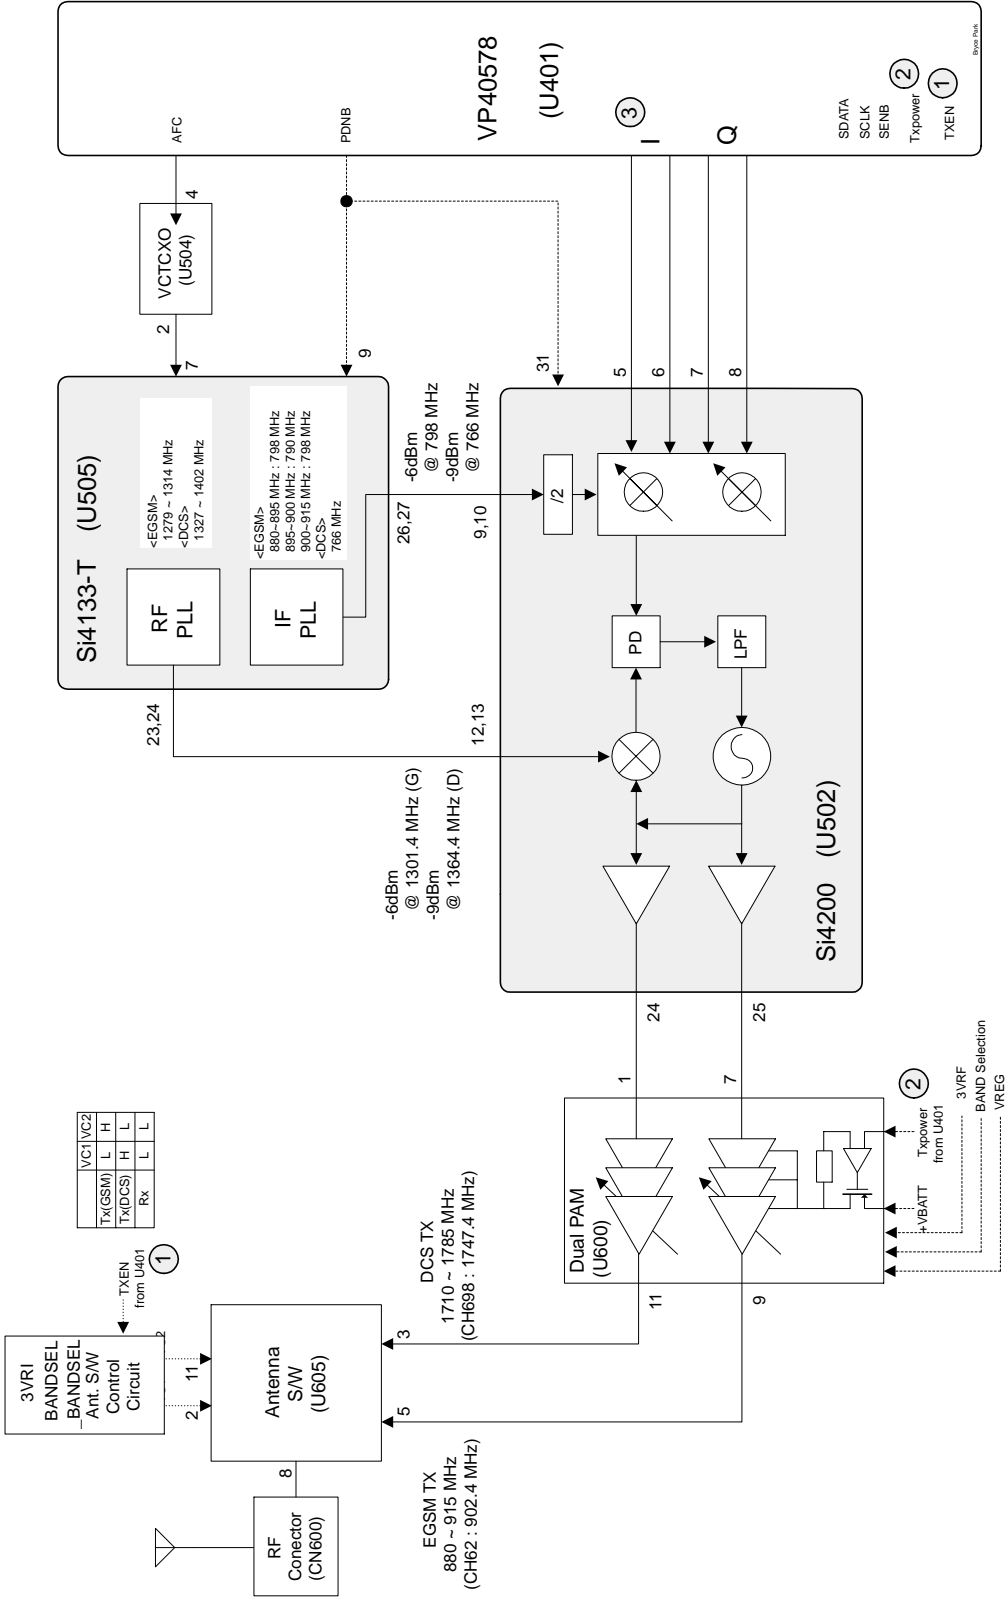 3VRI
BANDSEL
_BANDSEL
Ant. S/W
Control
Circuit
TXEN
from U401
1
VC1 VC2
Tx(GSM) L H
Tx(DCS) H L
Rx L L
2
11
Antenna
S/W
(U605)
8
RF
Conector
(CN600)
3
5
DCS TX
1710 ~ 1785 MHz
(CH698 : 1747.4 MHz)
EGSM TX
880 ~ 915 MHz
(CH62 : 902.4 MHz)
11
9
Dual PAM
(U600)
1
7
+VBATT
Txpower
from U401
2
3VRF
BAND Selection
VREG
24
25
Si4200 (U502)
PD
LPF
/2
-6dBm
@ 1301.4 MHz (G)
-9dBm
@ 1364.4 MHz (D)
12,13
23,24
Si4133-T (U505)
RF
PLL
<EGSM>
1279 ~ 1314 MHz
<DCS>
1327 ~ 1402 MHz
IF
PLL
<EGSM>
880~895 MHz : 798 MHz
895~900 MHz : 790 MHz
900~915 MHz : 798 MHz
<DCS>
766 MHz
26,27
9,10
-6dBm
@ 798 MHz
-9dBm
@ 766 MHz
7
9
31
5
6
7
8
2
VCTCXO
(U504)
4
AFC
PDNB
VP40578
(U401)
3
I
Q
SDATA
SCLK
SENB
Txpower
2
TXEN
1
Bryce Park